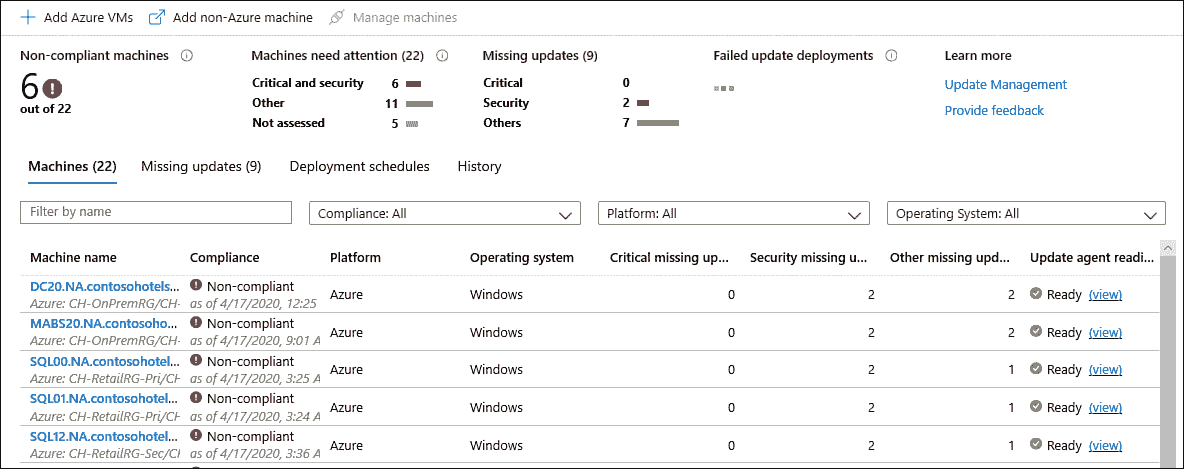 Add Azure VMs Add non-Azure machine Manage machines
Non-compliant machines Machines need attention (22) Missing updates (9) Failed update deployments Learn more
6 Critical and security 6 Critical 0 Update Management
out of 22 Other 11 Security 2 Provide feedback
Not assessed 5 Others 7
Machines (22) Missing updates (9) Deployment schedules History
Filter by name Compliance: All Platform: All Operating System: All
Machine name Compliance Platform Operating system Critical missing up... Security missing u... Other missing upd... Update agent readi...
DC20.NA.contosohotels... Non-compliant Azure Windows 0 2 2 Ready (view)
Azure: CH-OnPremRG/CH- as of 4/17/2020, 12:25
MABS20.NA.contosoho... Non-compliant Azure Windows 0 2 2 Ready (view)
Azure: CH-OnPremRG/CH- as of 4/17/2020, 9:01 A
SQL00.NA.contosohotel... Non-compliant Azure Windows 0 2 1 Ready (view)
Azure: CH-RetailRG-Pri/CH as of 4/17/2020, 3:25 A
SQL01.NA.contosohotel... Non-compliant Azure Windows 0 2 1 Ready (view)
Azure: CH-RetailRG-Pri/CH as of 4/17/2020, 3:24 A
SQL12.NA.contosohotel... Non-compliant Azure Windows 0 2 1 Ready (view)
Azure: CH-RetailRG-Sec/CH as of 4/17/2020, 3:36 A